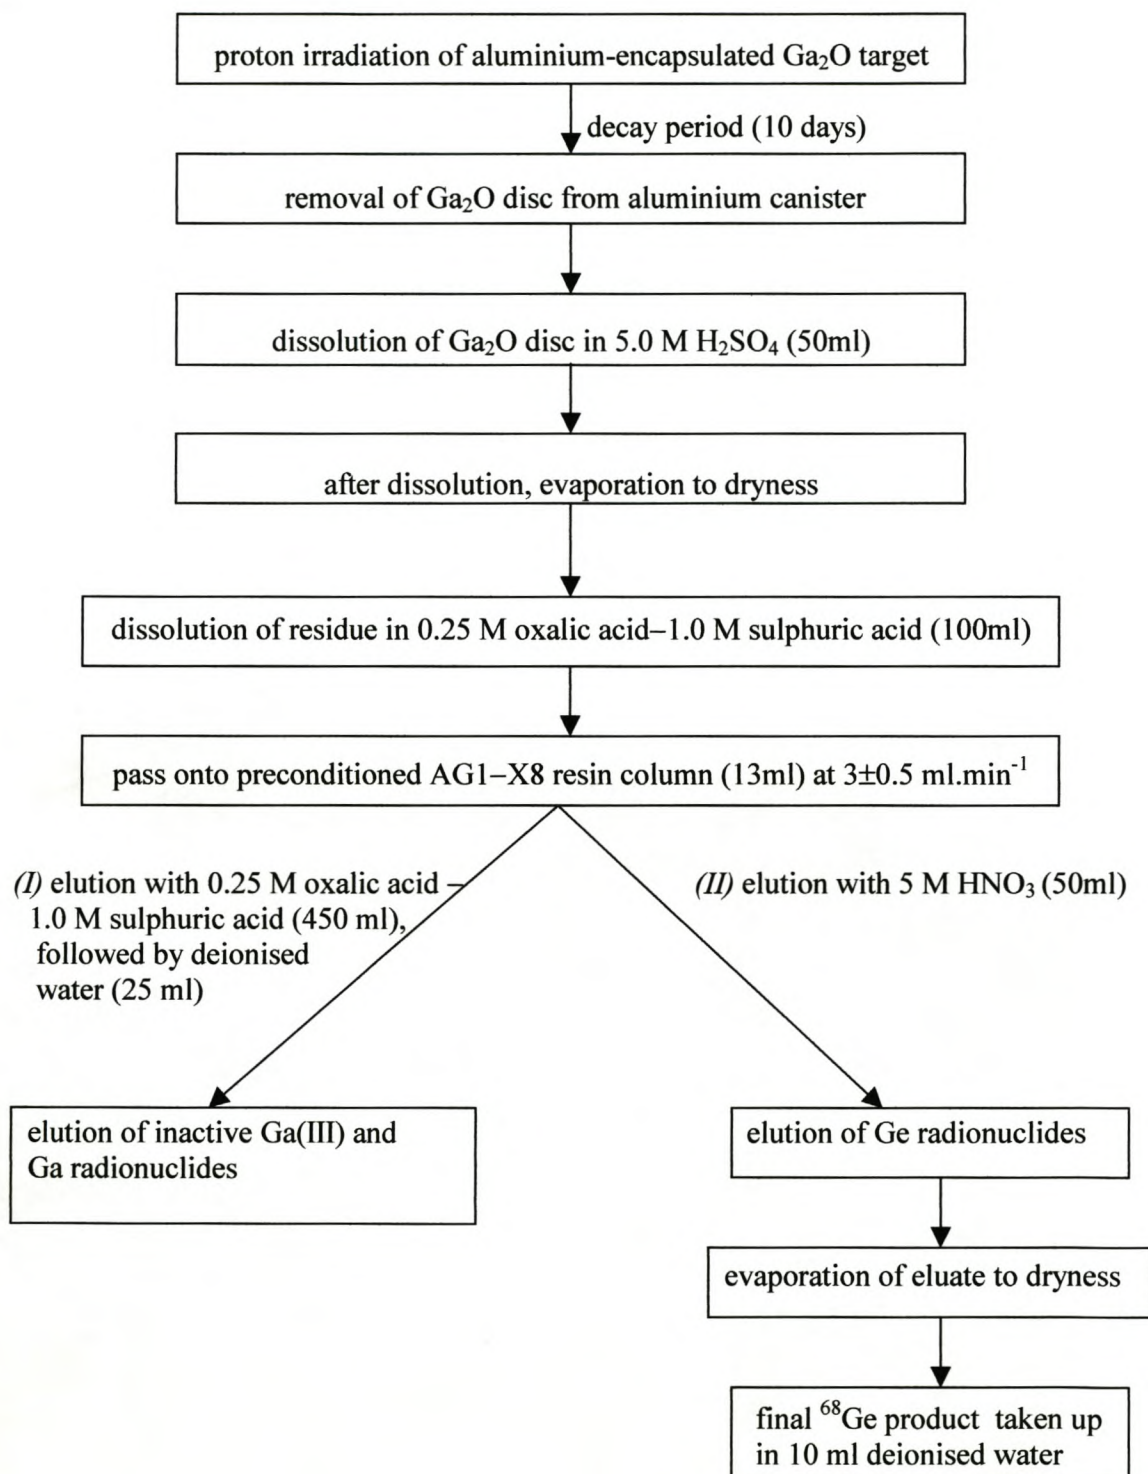 proton irradiation of aluminium-encapsulated Ga₂O target
decay period (10 days)
removal of Ga₂O disc from aluminium canister
dissolution of Ga₂O disc in 5.0 M H₂SO₄ (50ml)
after dissolution, evaporation to dryness
dissolution of residue in 0.25 M oxalic acid–1.0 M sulphuric acid (100ml)
pass onto preconditioned AG1–X8 resin column (13ml) at 3±0.5 ml.min⁻¹
(I) elution with 0.25 M oxalic acid –
1.0 M sulphuric acid (450 ml),
followed by deionised
water (25 ml)
(II) elution with 5 M HNO₃ (50ml)
elution of inactive Ga(III) and
Ga radionuclides
elution of Ge radionuclides
evaporation of eluate to dryness
final ⁶⁸Ge product taken up
in 10 ml deionised water